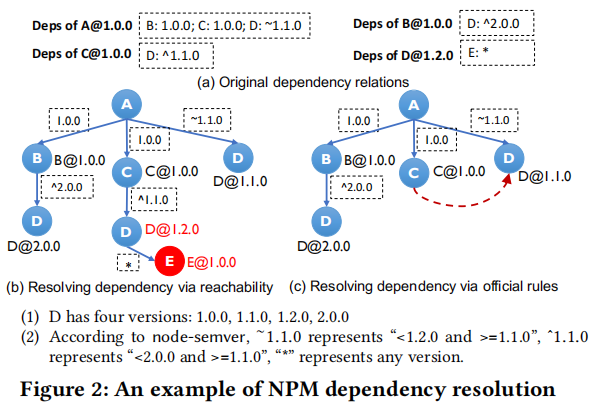 Deps of A@1.0.0 B: 1.0.0; C: 1.0.0; D: ~1.1.0 Deps of B@1.0.0 D: ^2.0.0
Deps of C@1.0.0 D: ^1.1.0 Deps of D@1.2.0 E: *
(a) Original dependency relations
A A
1.0.0 1.0.0 ~1.1.0 1.0.0 1.0.0 ~1.1.0
B B@1.0.0 C C@1.0.0 D D@1.1.0 B B@1.0.0 C C@1.0.0 D D@1.1.0
^2.0.0 ^1.1.0 ^2.0.0
D D@2.0.0 D D@1.2.0 D D@2.0.0
* E E@1.0.0
(b) Resolving dependency via reachability (c) Resolving dependency via official rules
(1) D has four versions: 1.0.0, 1.1.0, 1.2.0, 2.0.0
(2) According to node-semver, ~1.1.0 represents “<1.2.0 and >=1.1.0”, ^1.1.0
represents “<2.0.0 and >=1.1.0”, “*” represents any version.
Figure 2: An example of NPM dependency resolution